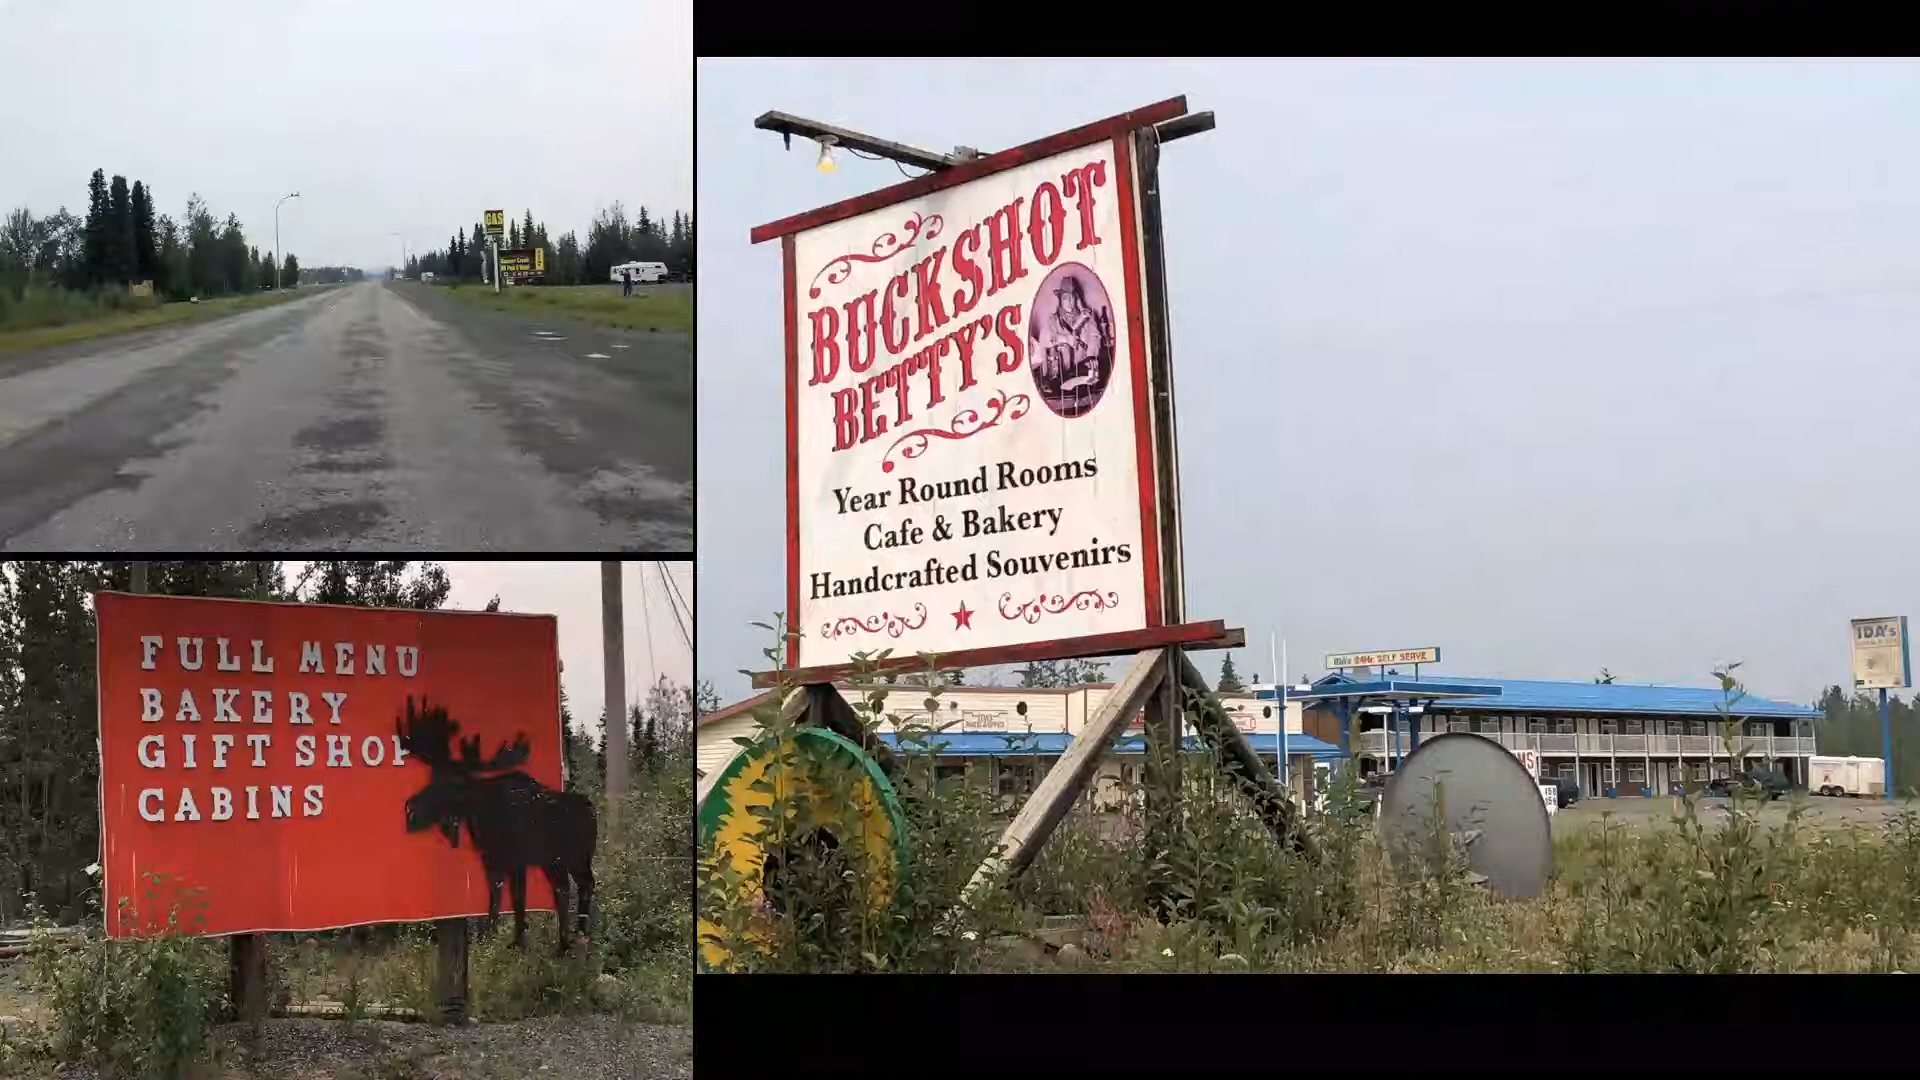 GAS
FULL MENU
BAKERY
GIFT SHOP
CABINS
BUCKSHOT
BETTY'S
Year Round Rooms
Cafe & Bakery
Handcrafted Souvenirs
24Hr SELF SERVE
IDA's